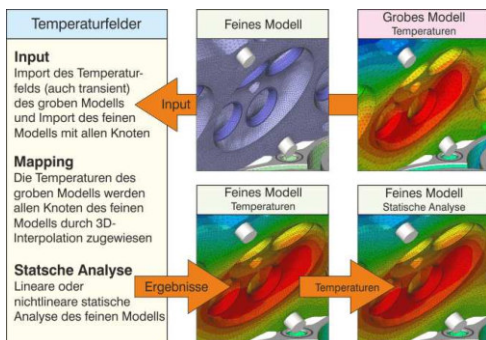 Temperaturfelder
Input
Import des Temperatur-
felds (auch transient)
des groben Modells
und Import des feinen
Modells mit allen Knoten
Mapping
Die Temperaturen des
groben Modells werden
allen Knoten des feinen
Modells durch 3D-
Interpolation zugewiesen
Statsche Analyse
Lineare oder
nichtlineare statische
Analyse des feinen Modells
Feines Modell
Input
Grobes Modell
Temperaturen
Feines Modell
Temperaturen
Ergebnisse
Feines Modell
Statische Analyse
Temperaturen